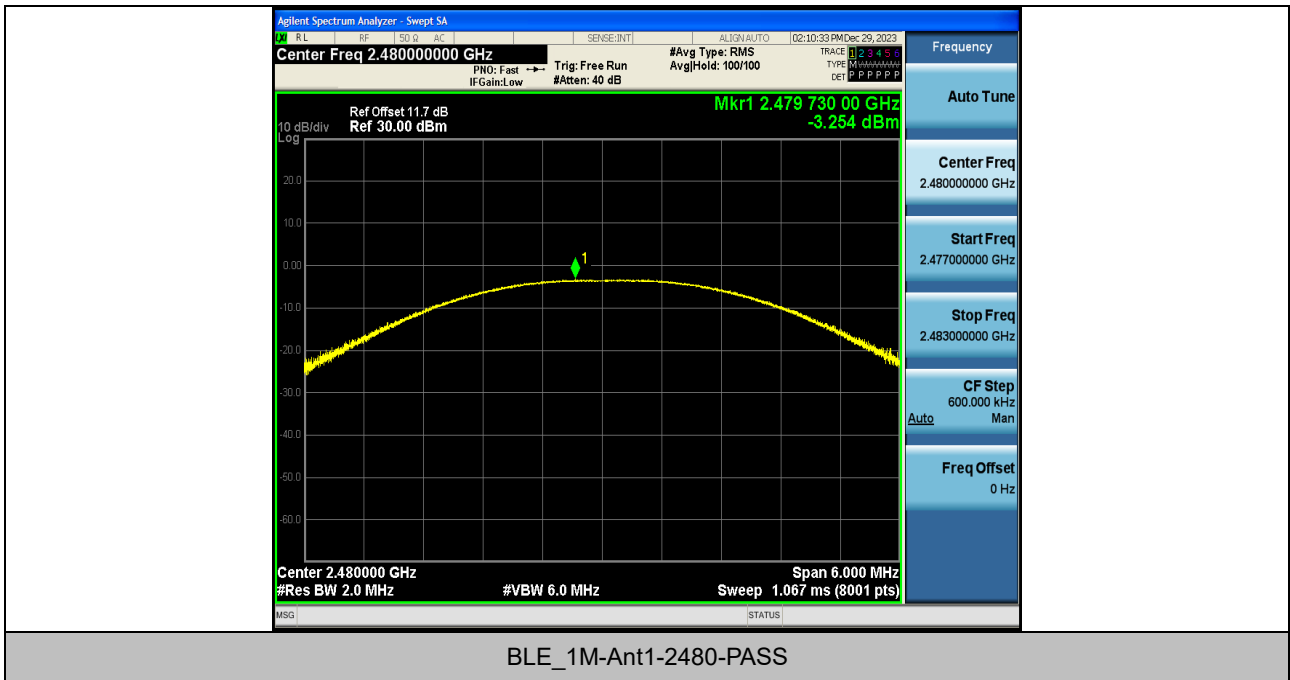 Agilent Spectrum Analyzer - Swept SA
LXI RL RF 50 Ω AC SENSE:INT ALIGNAUTO 02:10:33 PM Dec 29, 2023
Center Freq 2.480000000 GHz
PNO: Fast
IFGain:Low
Trig: Free Run
#Atten: 40 dB
#Avg Type: RMS
Avg|Hold: 100/100
TRACE 1 2 3 4 5 6
TYPE M
DET P P P P P P
Mkr1 2.479 730 00 GHz
-3.254 dBm
Ref Offset 11.7 dB
10 dB/div Ref 30.00 dBm
Log
20.0
10.0
0.00
-10.0
-20.0
-30.0
-40.0
-50.0
-60.0
1
Center 2.480000 GHz Span 6.000 MHz
#Res BW 2.0 MHz #VBW 6.0 MHz Sweep 1.067 ms (8001 pts)
MSG STATUS
Frequency
Auto Tune
Center Freq
2.480000000 GHz
Start Freq
2.477000000 GHz
Stop Freq
2.483000000 GHz
CF Step
600.000 kHz
Auto Man
Freq Offset
0 Hz
BLE_1M-Ant1-2480-PASS